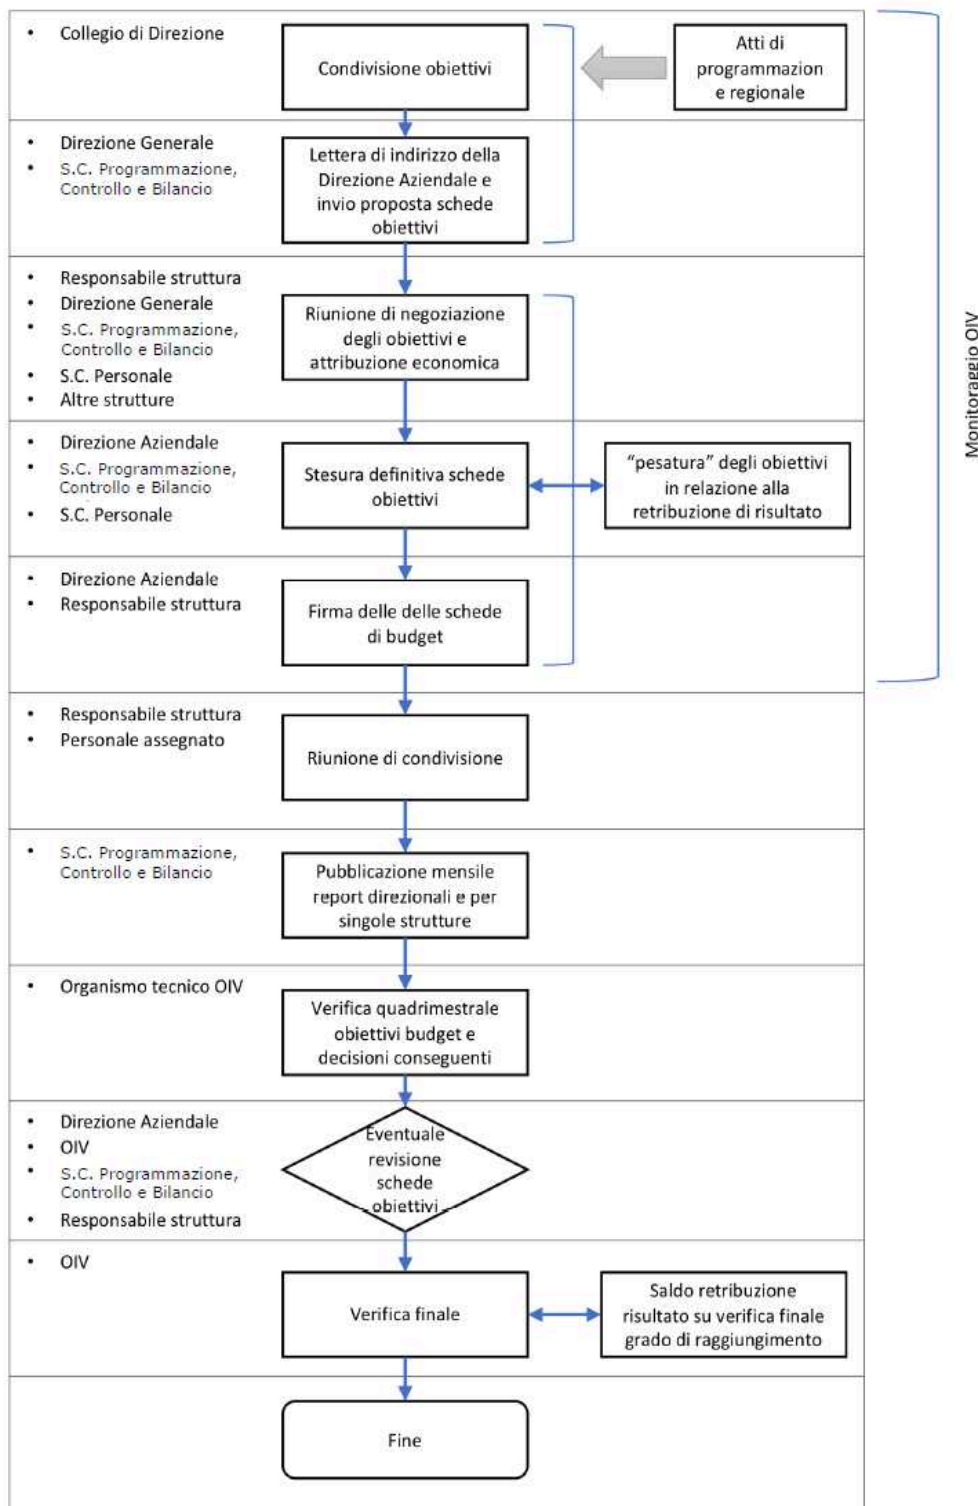 • Collegio di Direzione
Condivisione obiettivi
Atti di
programmazion
e regionale
• Direzione Generale
• S.C. Programmazione,
Controllo e Bilancio
Lettera di indirizzo della
Direzione Aziendale e
invio proposta schede
obiettivi
• Responsabile struttura
• Direzione Generale
• S.C. Programmazione,
Controllo e Bilancio
• S.C. Personale
• Altre strutture
Riunione di negoziazione
degli obiettivi e
attribuzione economica
Monitoraggio OIV
• Direzione Aziendale
• S.C. Programmazione,
Controllo e Bilancio
• S.C. Personale
Stesura definitiva schede
obiettivi
“pesatura” degli obiettivi
in relazione alla
retribuzione di risultato
• Direzione Aziendale
• Responsabile struttura
Firma delle delle schede
di budget
• Responsabile struttura
• Personale assegnato
Riunione di condivisione
• S.C. Programmazione,
Controllo e Bilancio
Pubblicazione mensile
report direzionali e per
singole strutture
• Organismo tecnico OIV
Verifica quadrimestrale
obiettivi budget e
decisioni conseguenti
• Direzione Aziendale
• OIV
• S.C. Programmazione,
Controllo e Bilancio
• Responsabile struttura
Eventuale
revisione
schede
obiettivi
• OIV
Verifica finale
Saldo retribuzione
risultato su verifica finale
grado di raggiungimento
Fine